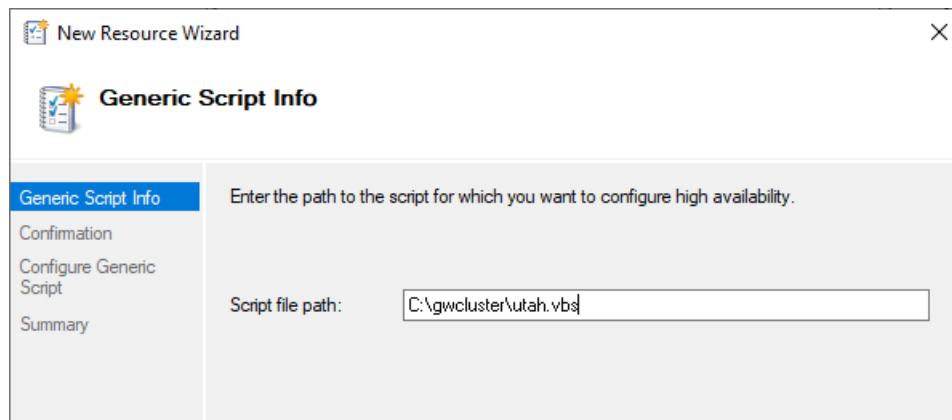 New Resource Wizard
Generic Script Info
Generic Script Info
Enter the path to the script for which you want to configure high availability.
Confirmation
Configure Generic
Script
Script file path:
C:\gwcluster\utah.vbs
Summary